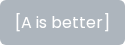 [A is better]